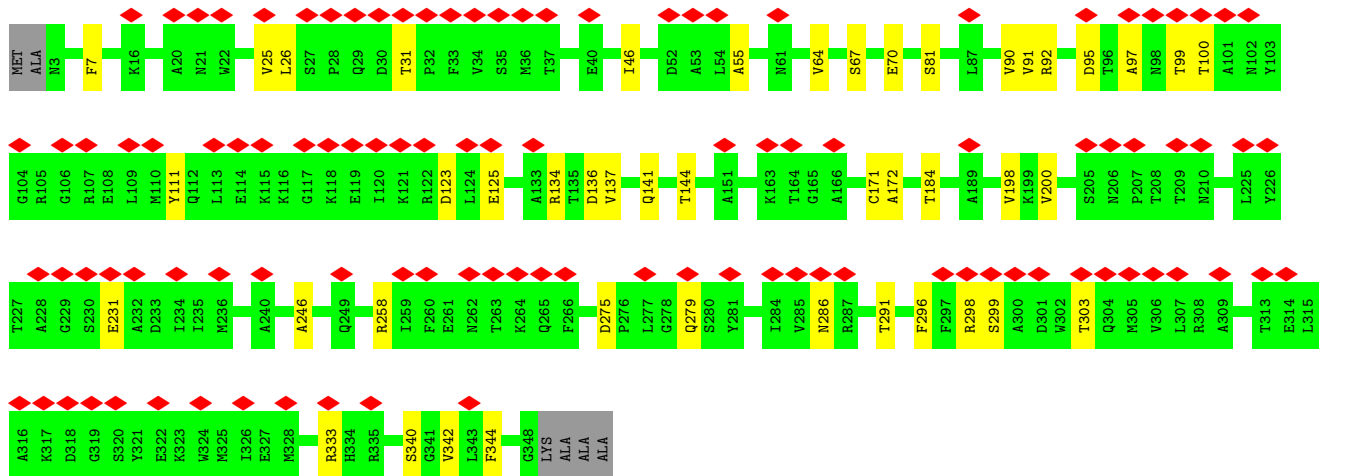 MET ALA N3 F7 K16 A20 N21 W22 V25 L26 S27 P28 Q29 D30 T31 P32 F33 V34 S35 M36 T37 E40 I46 D52 A53 L54 A55 N61 V64 S67 E70 S81 L87 V90 V91 R92 D95 T96 A97 N98 T99 T100 A101 N102 Y103
G104 R105 G106 R107 E108 L109 M110 Y111 Q112 L113 E114 K115 K116 G117 K118 E119 I120 K121 R122 D123 L124 E125 A133 R134 T135 D136 V137 Q141 T144 A151 K163 T164 G165 A166 C171 A172 T184 A189 V198 K199 V200 S205 N206 P207 T208 T209 N210 L225 Y226
T227 A228 G229 S230 E231 A232 D233 I234 I235 M236 A240 A246 Q249 R258 I259 F260 E261 N262 T263 K264 Q265 F266 D275 P276 L277 G278 Q279 S280 Y281 I284 V285 N286 R287 T291 F296 F297 R298 S299 A300 D301 W302 T303 Q304 M305 V306 L307 R308 A309 T313 E314 L315
A316 K317 D318 G319 S320 Y321 E322 K323 W324 M325 I326 E327 M328 R333 H334 R335 S340 G341 V342 L343 F344 G348 LYS ALA ALA ALA